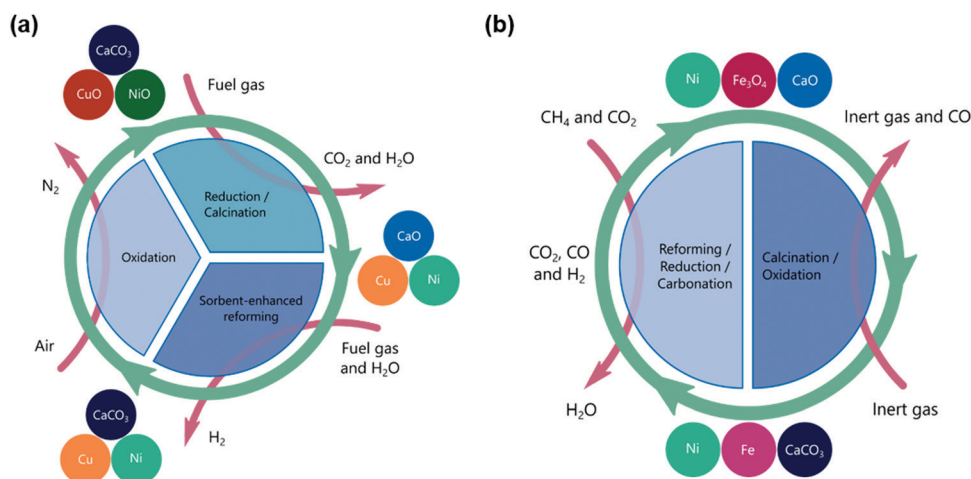 (a)
CaCO₃
CuO
NiO
Fuel gas
N₂
CO₂ and H₂O
Reduction /
Calcination
Oxidation
CaO
Cu
Ni
Sorbent-enhanced
reforming
Air
Fuel gas
and H₂O
CaCO₃
Cu
Ni
H₂
(b)
Ni
Fe₃O₄
CaO
CH₄ and CO₂
Inert gas and CO
CO₂, CO
and H₂
Reforming /
Reduction /
Carbonation
Calcination /
Oxidation
H₂O
Inert gas
Ni
Fe
CaCO₃